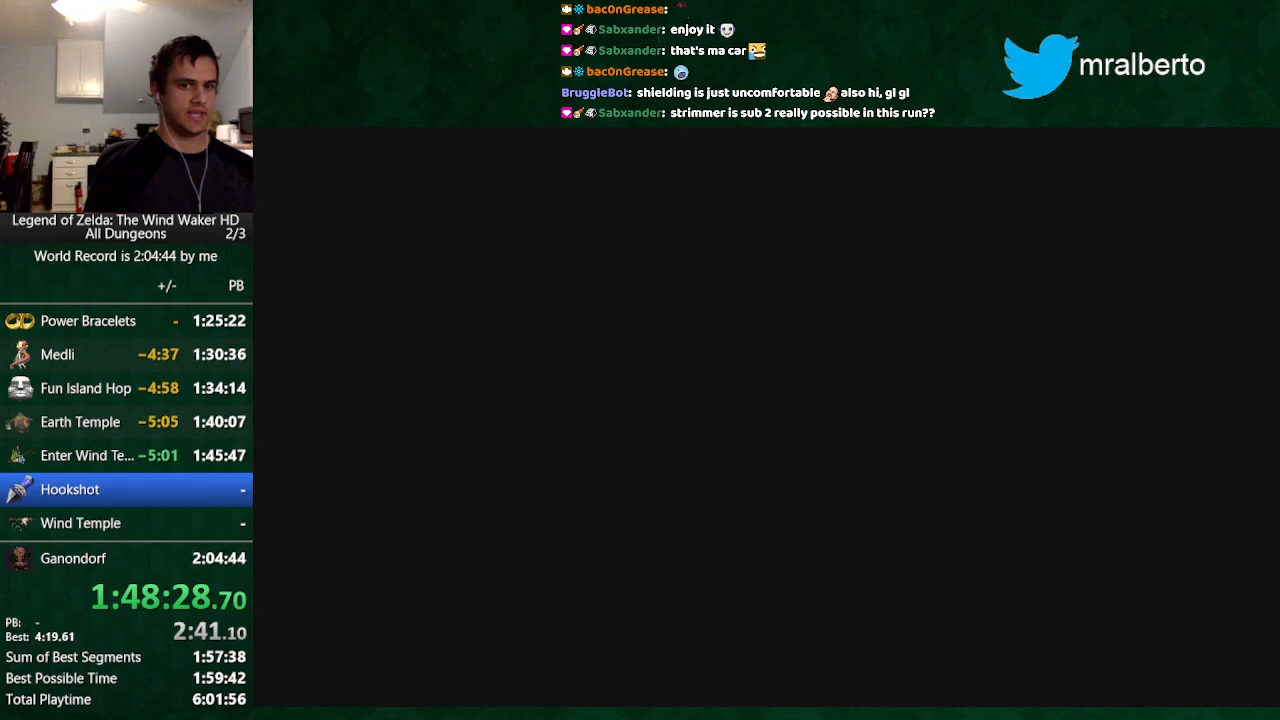 bac0nGrease:
Sabxander: enjoy it
Sabxander: that's ma car
bac0nGrease:
BruggleBot: shielding is just uncomfortable also hi, gl gl
Sabxander: strimmer is sub 2 really possible in this run??
mralberto
Legend of Zelda: The Wind Waker HD
All Dungeons 2/3
World Record is 2:04:44 by me
+/- PB
Power Bracelets - 1:25:22
Medli −4:37 1:30:36
Fun Island Hop −4:58 1:34:14
Earth Temple −5:05 1:40:07
Enter Wind Te... −5:01 1:45:47
Hookshot -
Wind Temple -
Ganondorf 2:04:44
1:48:28.70
PB: -
Best: 4:19.61 2:41.10
Sum of Best Segments 1:57:38
Best Possible Time 1:59:42
Total Playtime 6:01:56